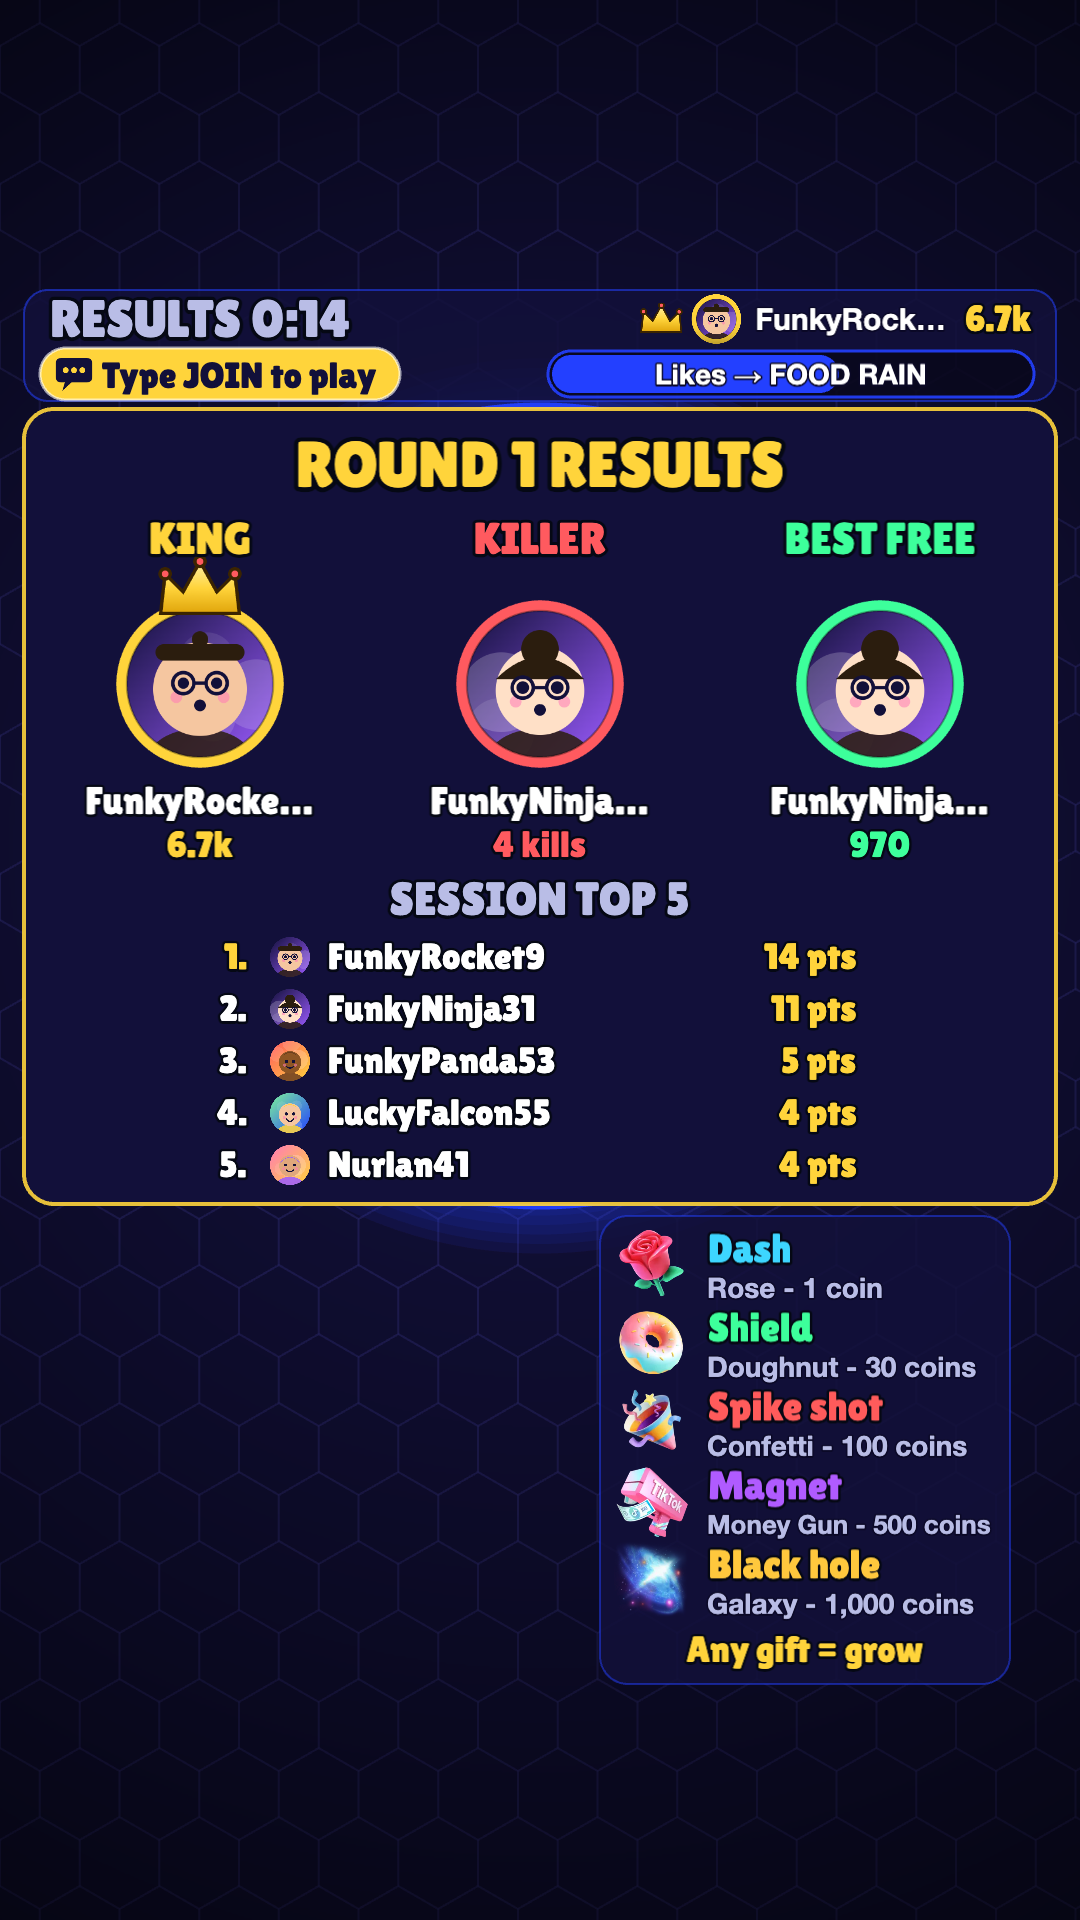 RESULTS 0:14
FunkyRock... 6.7k
Type JOIN to play
Likes → FOOD RAIN
ROUND 1 RESULTS
KING
KILLER
BEST FREE
FunkyRocke...
FunkyNinja...
FunkyNinja...
6.7k
4 kills
970
SESSION TOP 5
1. FunkyRocket9 14 pts
2. FunkyNinja31 11 pts
3. FunkyPanda53 5 pts
4. LuckyFalcon55 4 pts
5. Nurlan41 4 pts
Dash
Rose - 1 coin
Shield
Doughnut - 30 coins
Spike shot
Confetti - 100 coins
TikTok
Magnet
Money Gun - 500 coins
Black hole
Galaxy - 1,000 coins
Any gift = grow